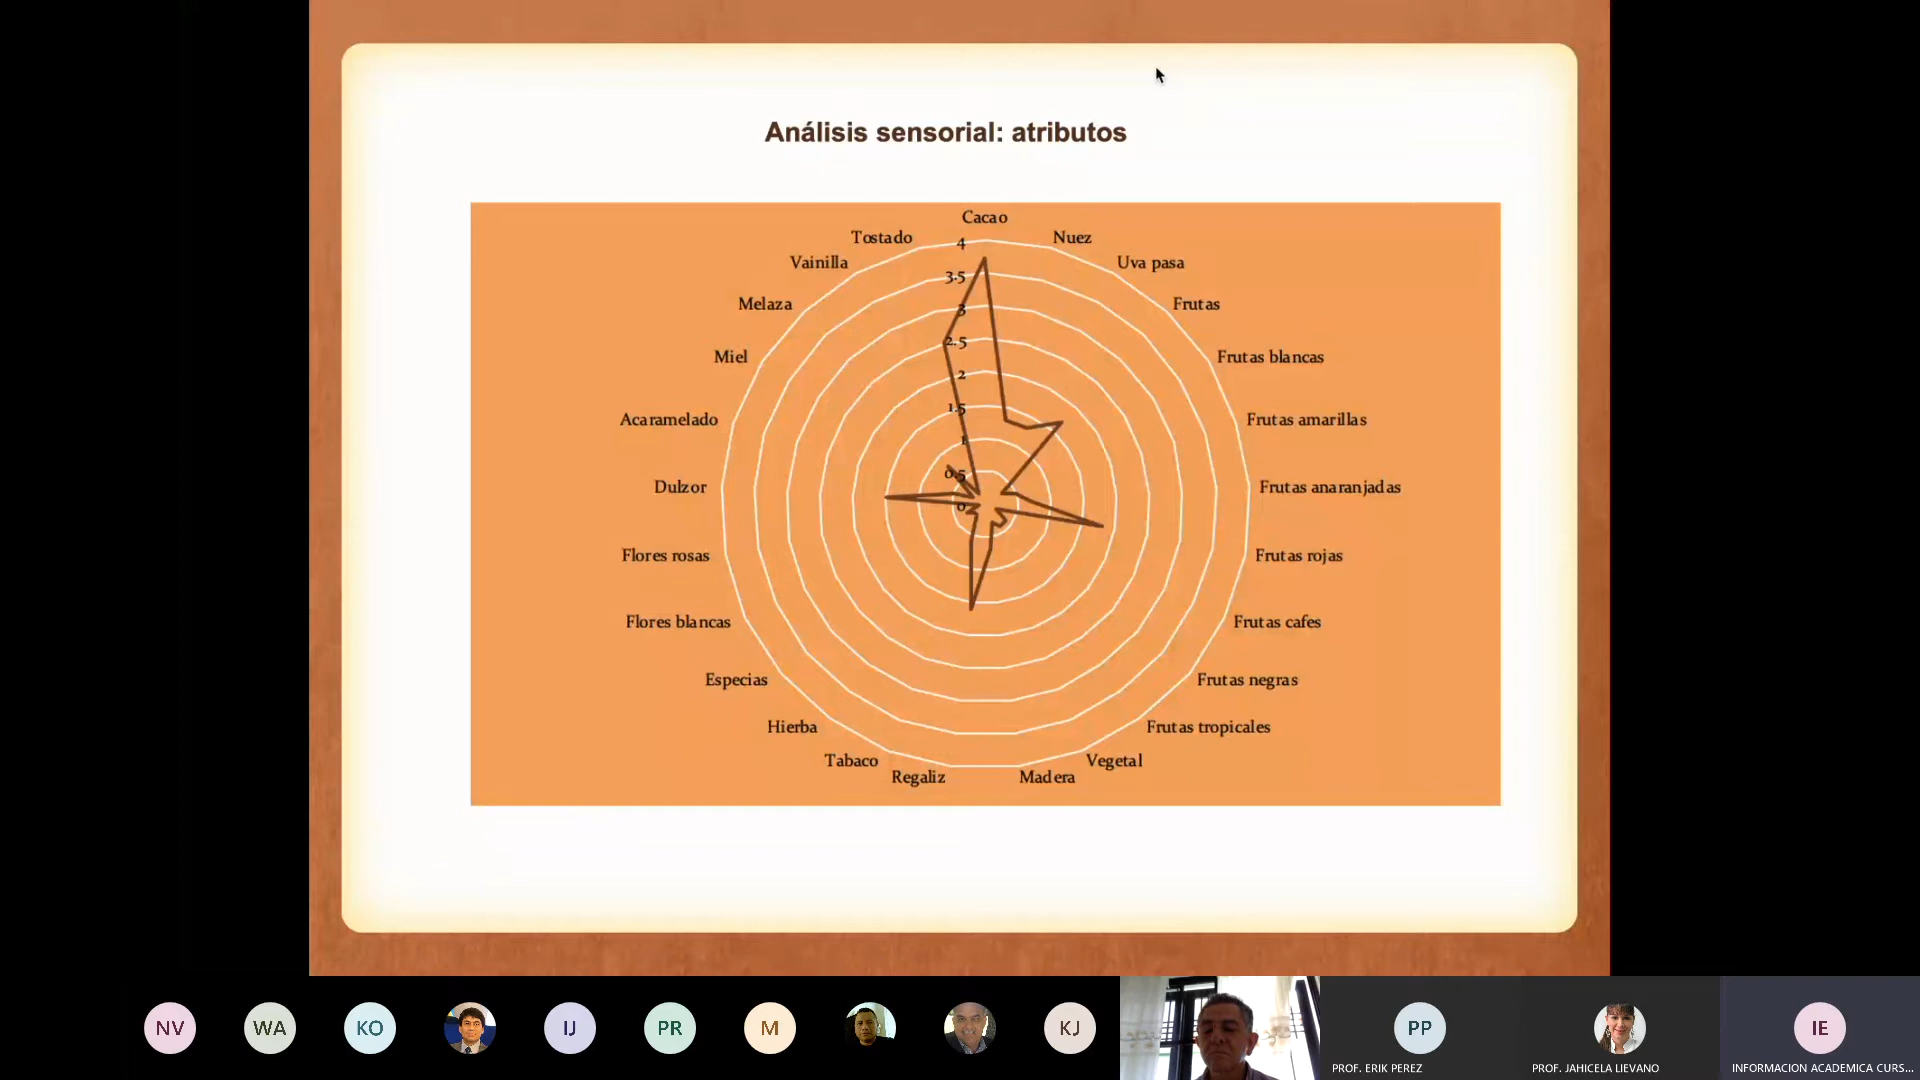 Análisis sensorial: atributos
Cacao
Tostado
Nuez
4
Vainilla
Uva pasa
3.5
Melaza
Frutas
3
2.5
Miel
Frutas blancas
2
1.5
Acaramelado
Frutas amarillas
1
0.5
Dulzor
Frutas anaranjadas
0
Flores rosas
Frutas rojas
Flores blancas
Frutas cafes
Especias
Frutas negras
Hierba
Frutas tropicales
Tabaco
Vegetal
Regaliz
Madera
NV
WA
KO
IJ
PR
M
KJ
PP
IE
PROF. ERIK PEREZ
PROF. JAHICELA LIEVANO
INFORMACION ACADEMICA CURS...